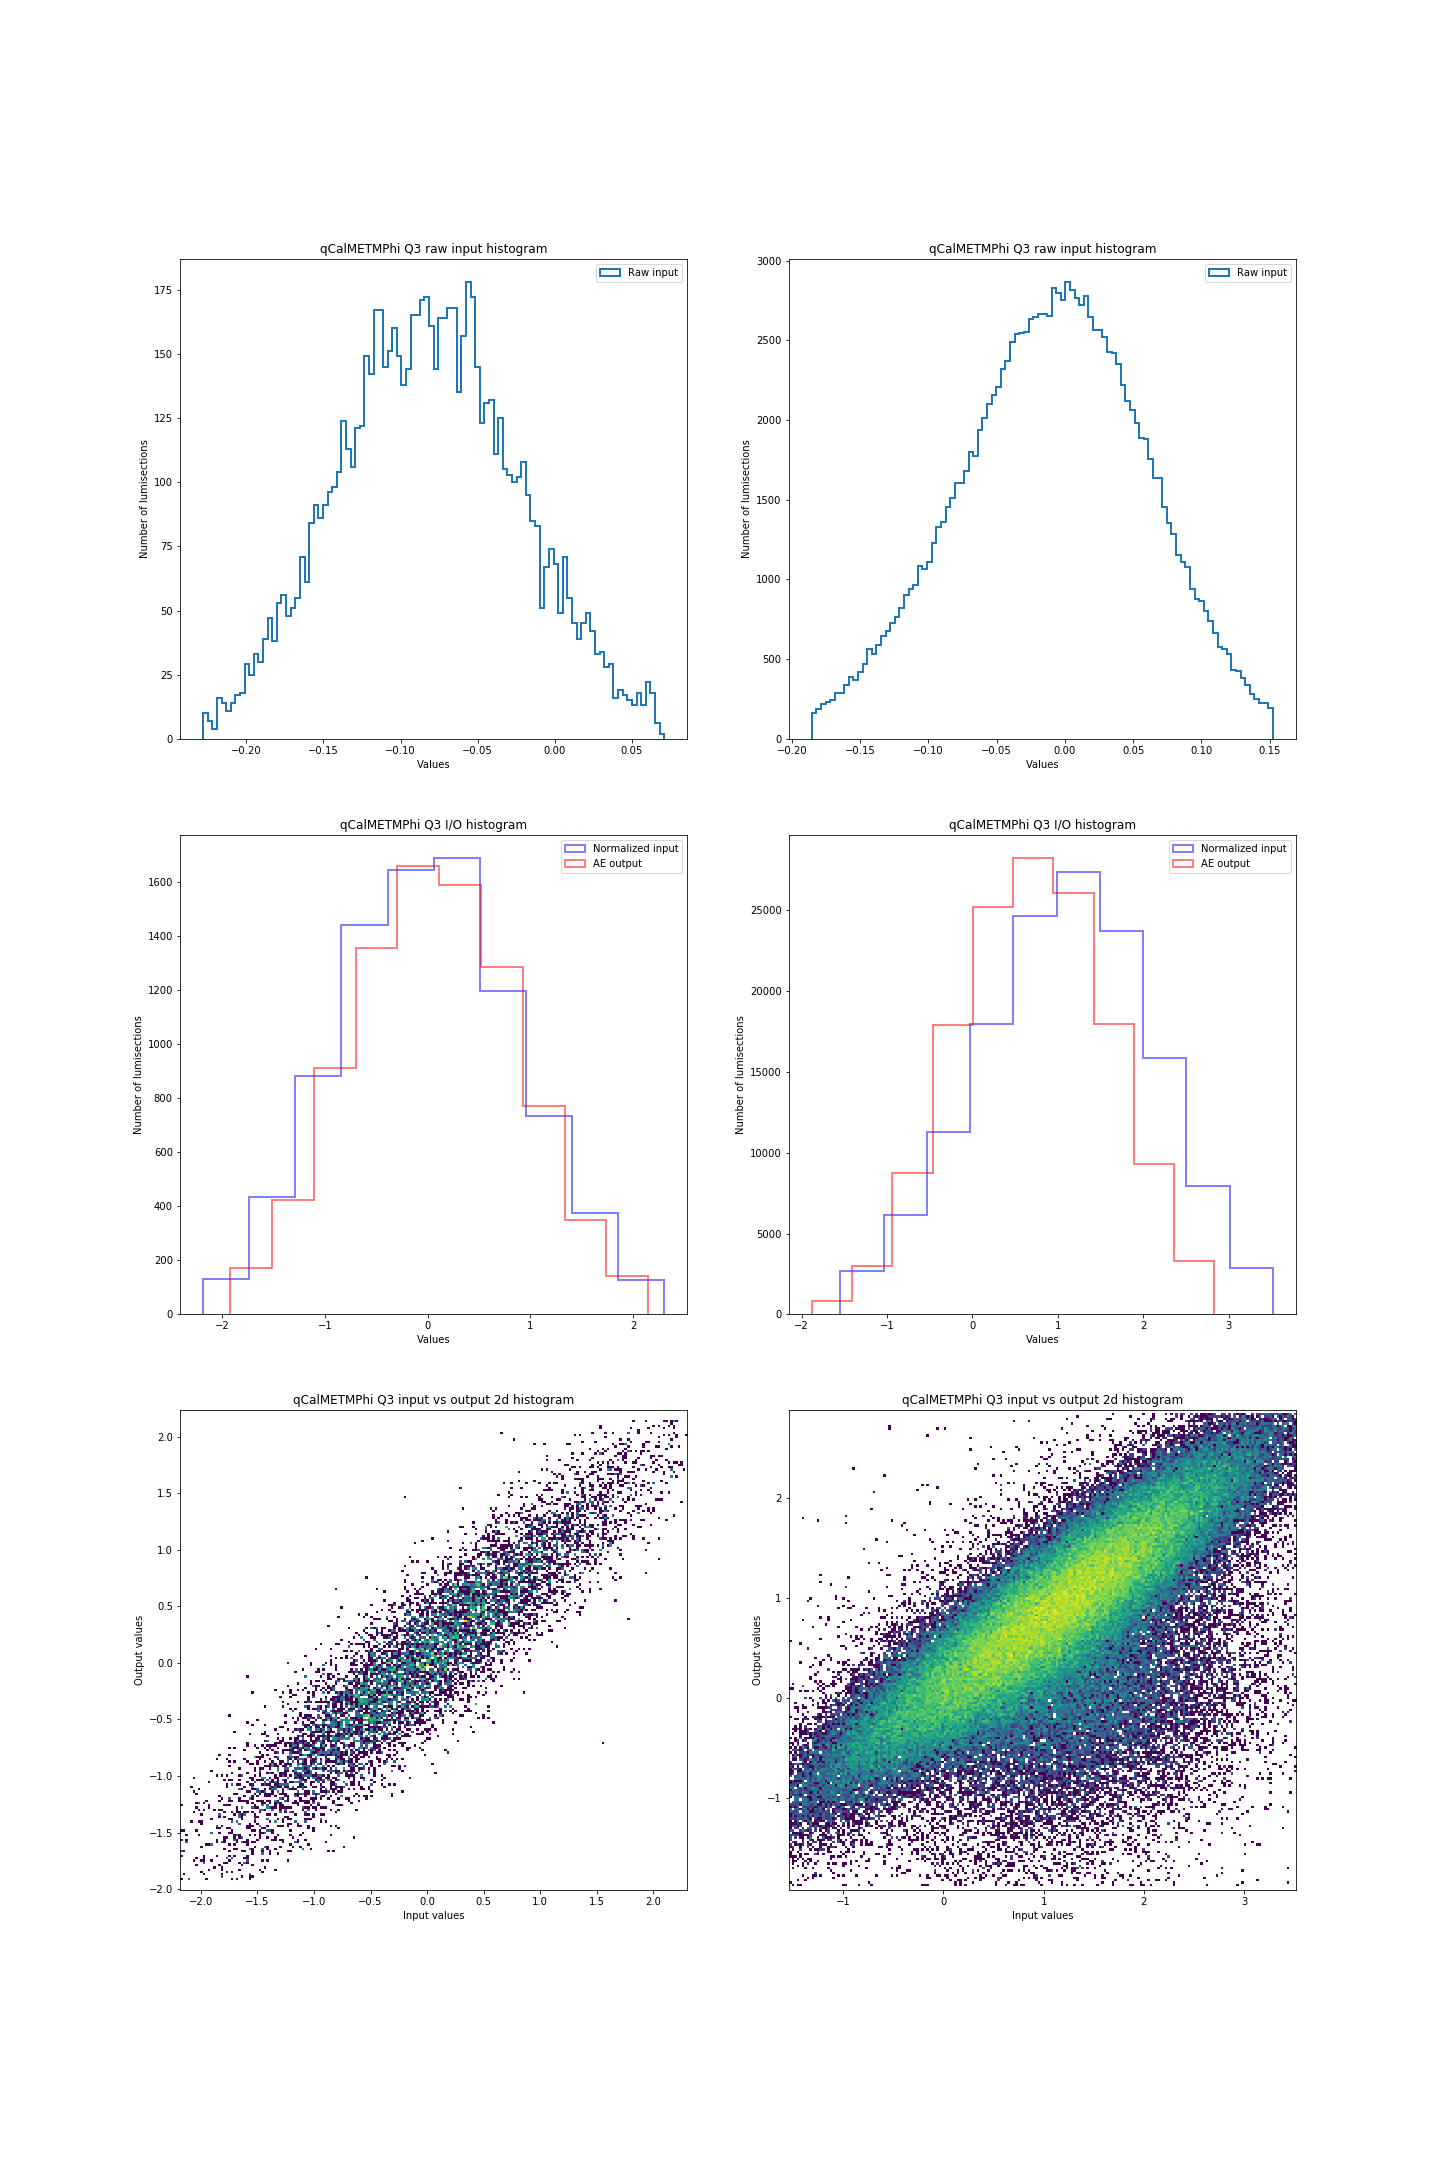 qCalMETMPhi Q3 raw input histogram
Raw input
175
150
125
100
75
50
25
0
Number of lumisections
−0.20 −0.15 −0.10 −0.05 0.00 0.05
Values
qCalMETMPhi Q3 raw input histogram
Raw input
3000
2500
2000
1500
1000
500
0
Number of lumisections
−0.20 −0.15 −0.10 −0.05 0.00 0.05 0.10 0.15
Values
qCalMETMPhi Q3 I/O histogram
Normalized input
AE output
1600
1400
1200
1000
800
600
400
200
0
Number of lumisections
−2 −1 0 1 2
Values
qCalMETMPhi Q3 I/O histogram
Normalized input
AE output
25000
20000
15000
10000
5000
0
Number of lumisections
−2 −1 0 1 2 3
Values
qCalMETMPhi Q3 input vs output 2d histogram
2.0
1.5
1.0
0.5
0.0
−0.5
−1.0
−1.5
−2.0
Output values
−2.0 −1.5 −1.0 −0.5 0.0 0.5 1.0 1.5 2.0
Input values
qCalMETMPhi Q3 input vs output 2d histogram
2
1
0
−1
Output values
−1 0 1 2 3
Input values